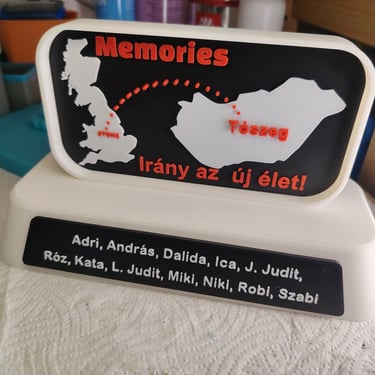 Memories
Tószeg
Irány az új élet!
Adri, András, Dalida, Ica, J. Judit,
Róz, Kata, L. Judit, Miki, Niki, Robi, Szabi